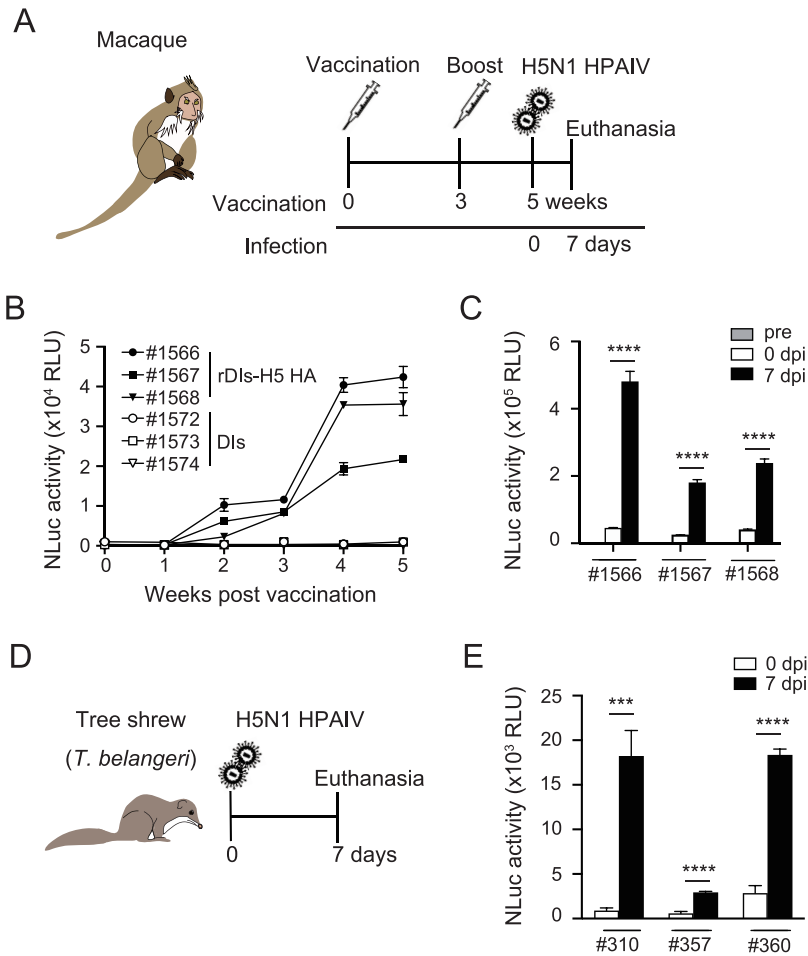 A
Macaque
Vaccination Boost H5N1 HPAIV
Euthanasia
Vaccination 0 3 5 weeks
Infection 0 7 days
B
NLuc activity (x10⁴ RLU)
5
4
3
2
1
0
#1566
#1567
#1568
rDIs-H5 HA
#1572
#1573
#1574
DIs
0 1 2 3 4 5
Weeks post vaccination
C
pre
0 dpi
7 dpi
NLuc activity (x10⁵ RLU)
6
4
2
0
****
****
****
#1566 #1567 #1568
D
Tree shrew
(T. belangeri)
H5N1 HPAIV
Euthanasia
0 7 days
E
0 dpi
7 dpi
NLuc activity (x10³ RLU)
25
20
15
10
5
0
***
****
****
#310 #357 #360